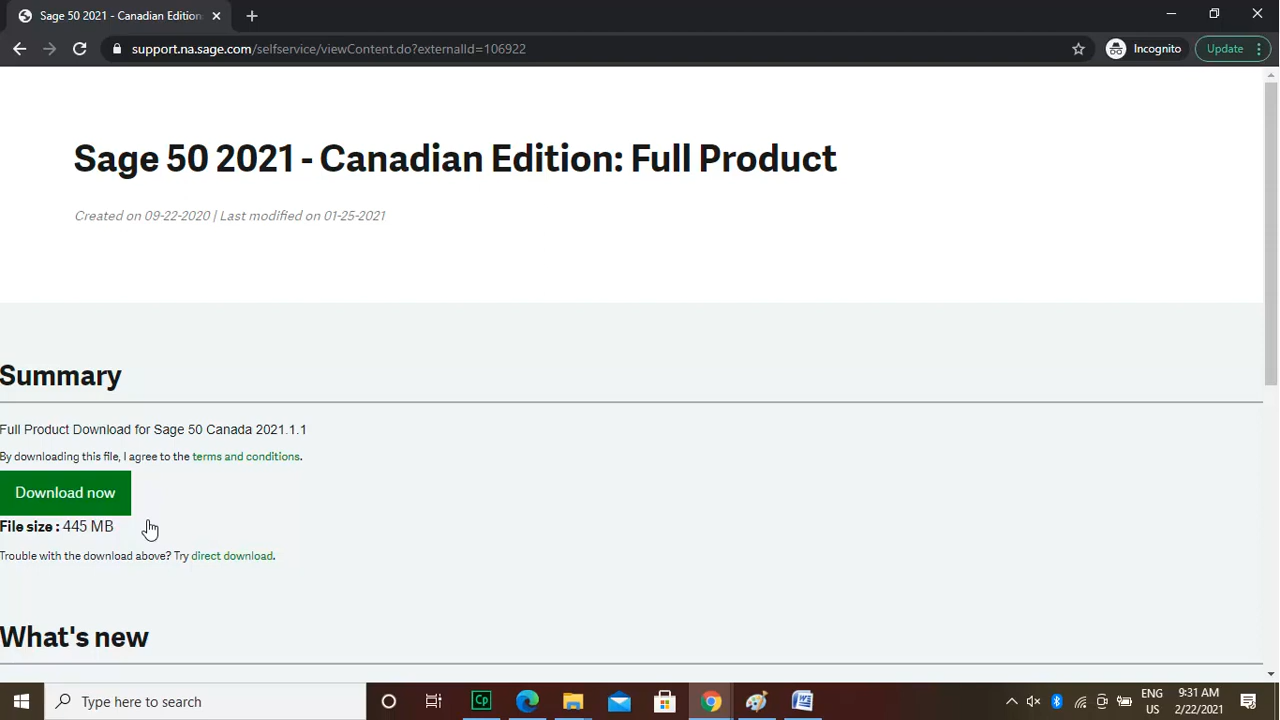 Sage 50 2021 - Canadian Edition:
support.na.sage.com/selfservice/viewContent.do?externalId=106922
Incognito
Update
Sage 50 2021 - Canadian Edition: Full Product
Created on 09-22-2020 | Last modified on 01-25-2021
Summary
Full Product Download for Sage 50 Canada 2021.1.1
By downloading this file, I agree to the terms and conditions.
Download now
File size : 445 MB
Trouble with the download above? Try direct download.
What's new
Type here to search
Cp
ENG
US
9:31 AM
2/22/2021